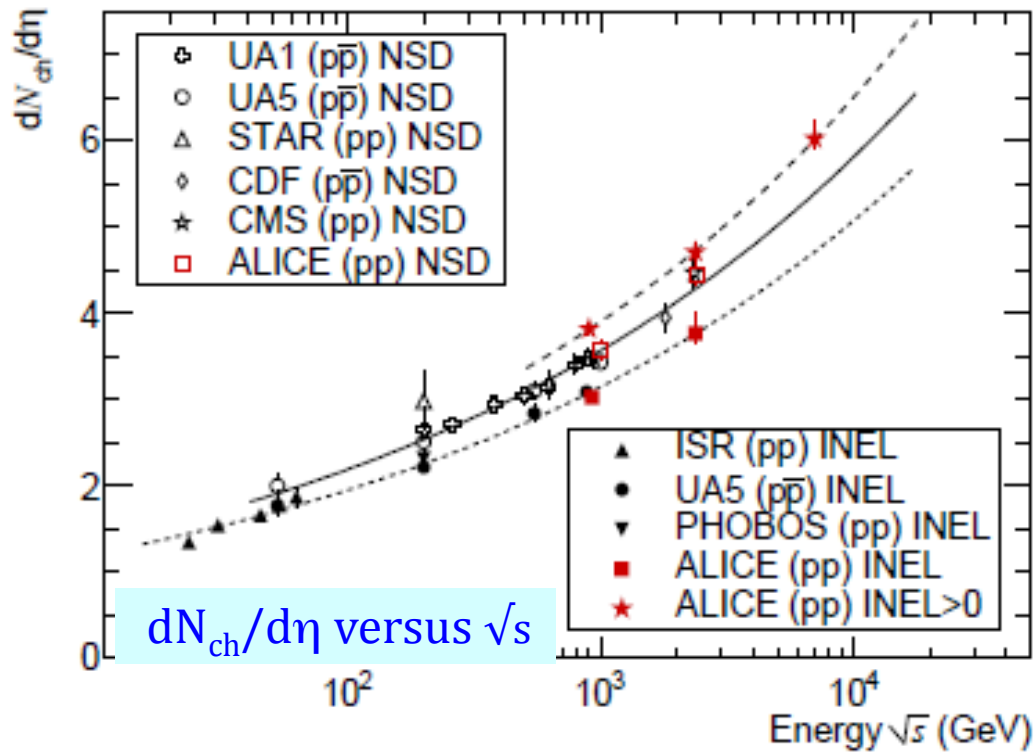 dN_ch/dη
UA1 (pp̅) NSD
UA5 (pp̅) NSD
STAR (pp) NSD
CDF (pp̅) NSD
CMS (pp) NSD
ALICE (pp) NSD
6
4
2
0
ISR (pp) INEL
UA5 (pp̅) INEL
PHOBOS (pp) INEL
ALICE (pp) INEL
ALICE (pp) INEL>0
dN_ch/dη versus √s
10²
10³
10⁴
Energy √s (GeV)